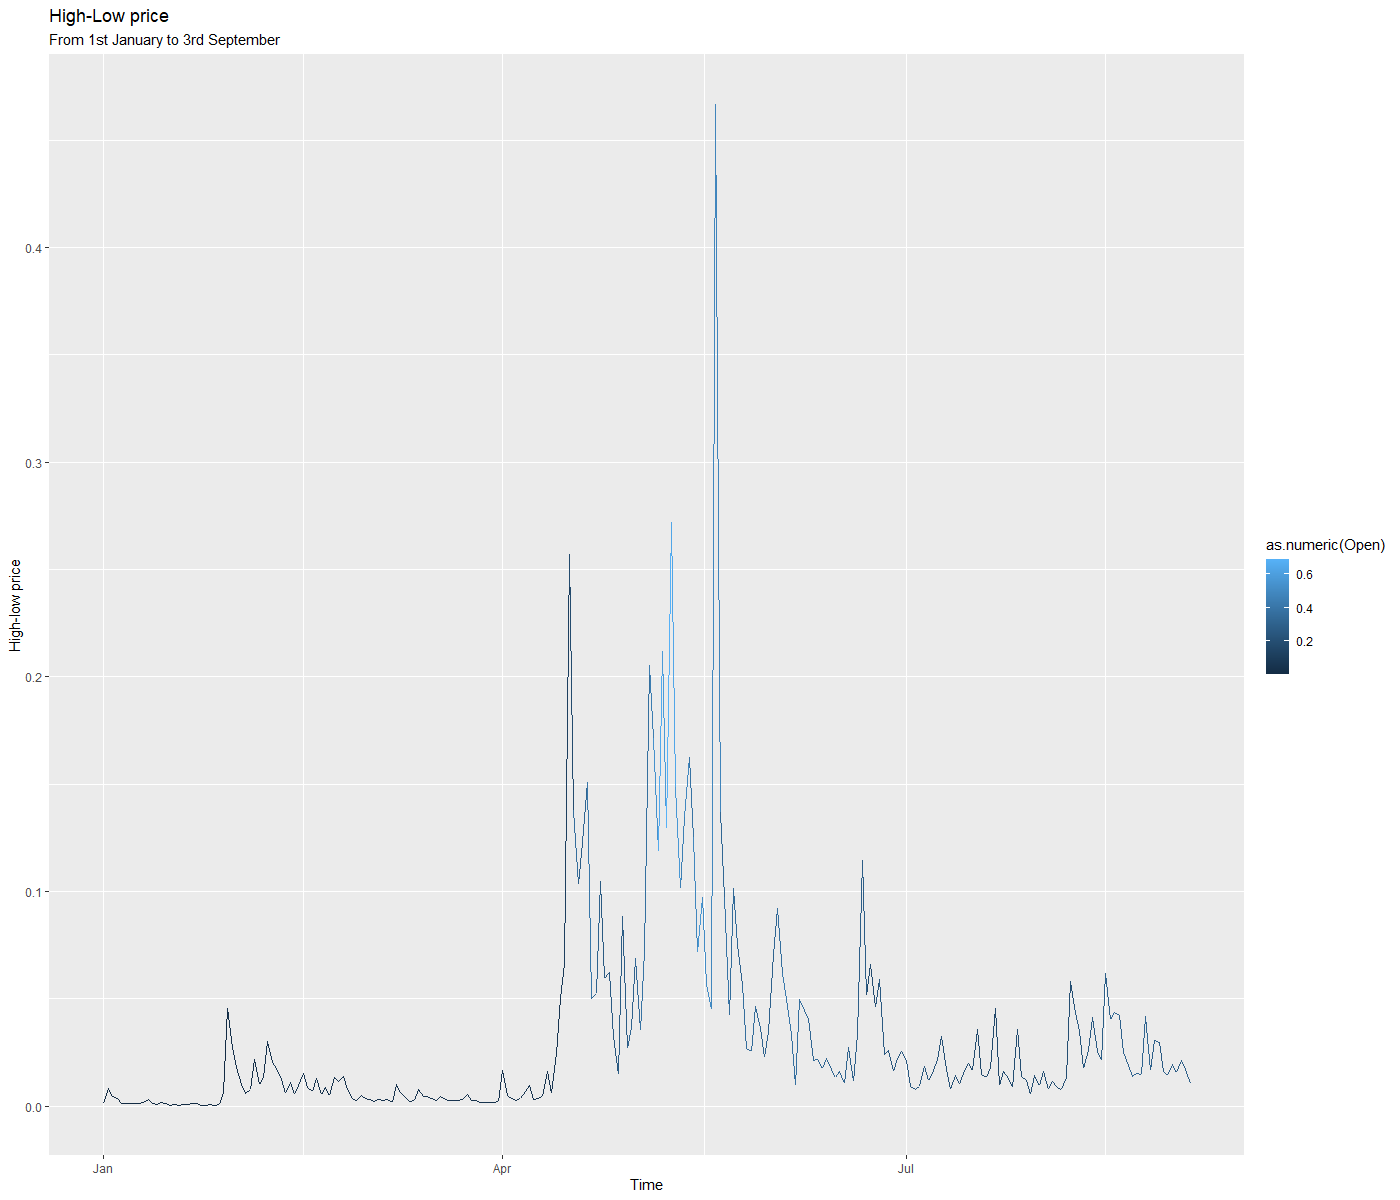 High-Low price
From 1st January to 3rd September
High-low price
0.4
0.3
0.2
0.1
0.0
Jan
Apr
Jul
Time
as.numeric(Open)
0.6
0.4
0.2